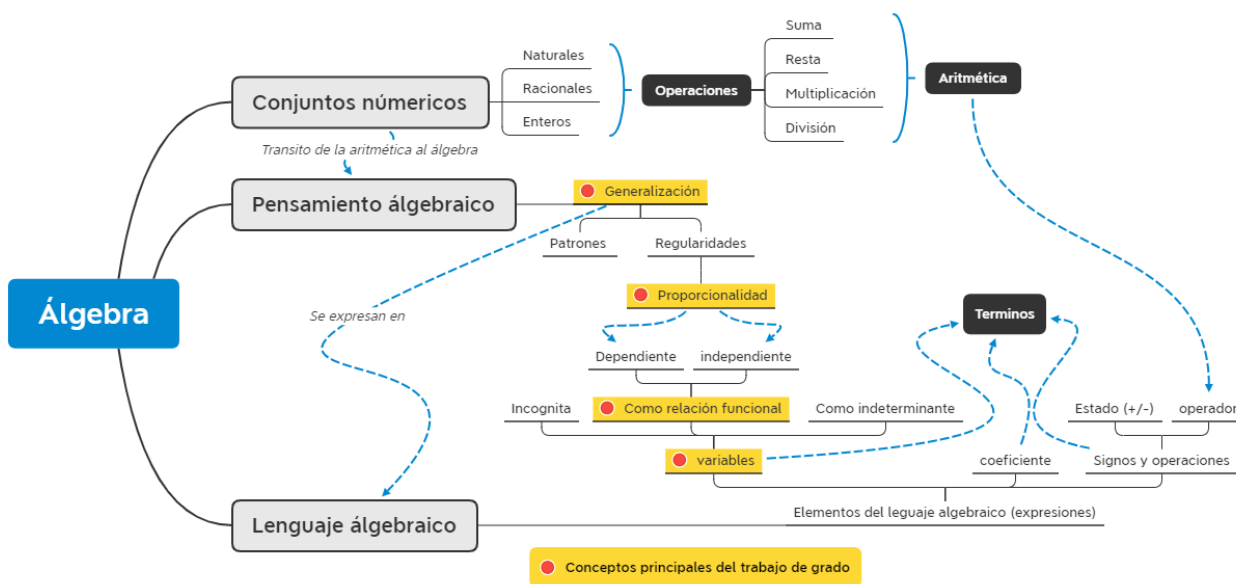 Suma
Naturales
Resta
Conjuntos númericos
Racionales
Operaciones
Aritmética
Multiplicación
Enteros
División
Transito de la aritmética al álgebra
Pensamiento álgebraico
Generalización
Patrones
Regularidades
Álgebra
Proporcionalidad
Se expresan en
Terminos
Dependiente
independiente
Incognita
Como relación funcional
Como indeterminante
Estado (+/-)
operador
variables
coeficiente
Signos y operaciones
Lenguaje álgebraico
Elementos del leguaje algebraico (expresiones)
Conceptos principales del trabajo de grado